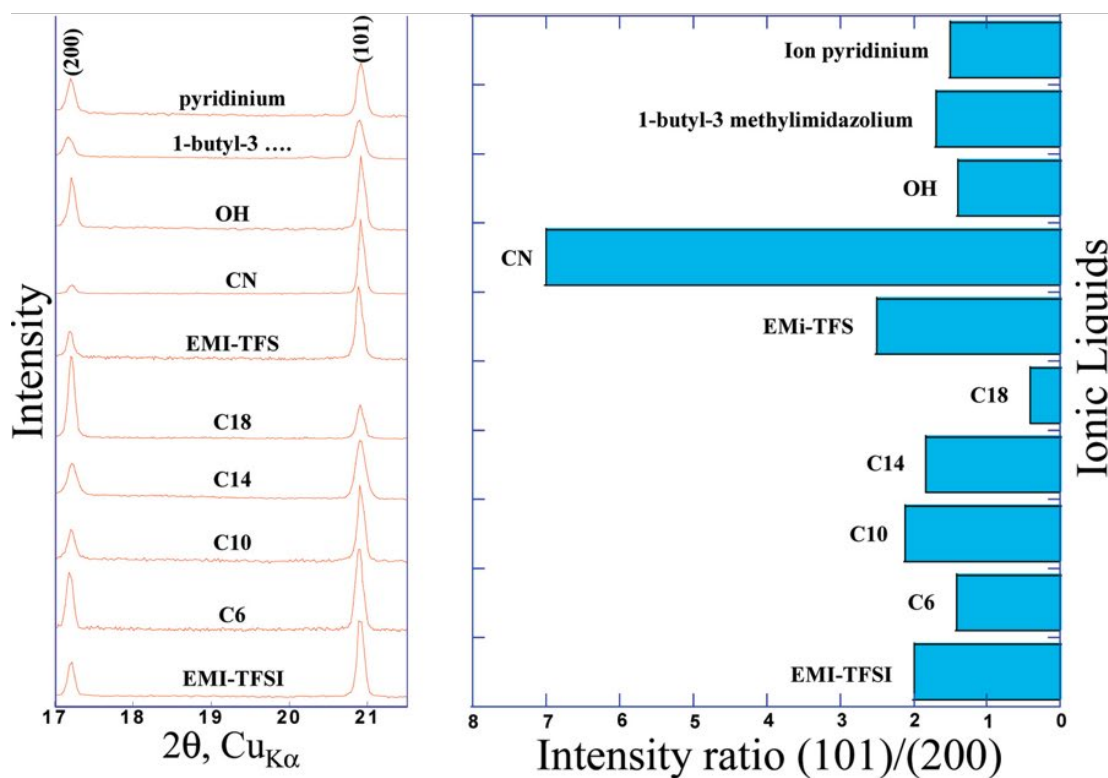 (200)
(101)
pyridinium
1-butyl-3 ....
OH
CN
EMI-TFS
C18
C14
C10
C6
EMI-TFSI
Intensity
17 18 19 20 21
2θ, CuKα
Ion pyridinium
1-butyl-3 methylimidazolium
OH
CN
EMi-TFS
C18
C14
C10
C6
EMI-TFSI
8 7 6 5 4 3 2 1 0
Intensity ratio (101)/(200)
Ionic Liquids